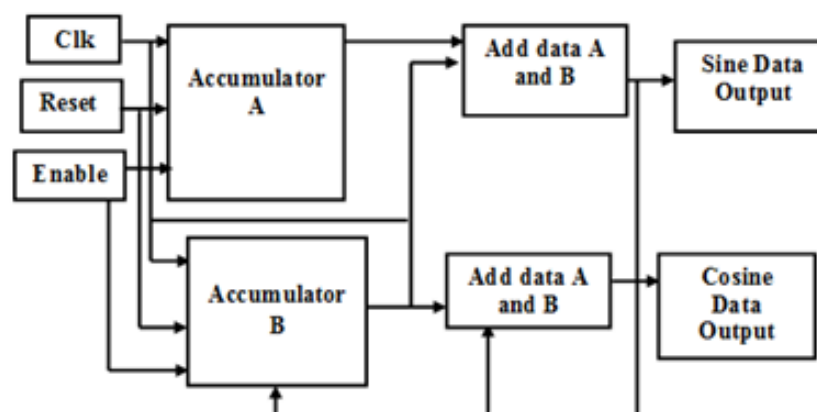 Clk
Reset
Enable
Accumulator
A
Add data A
and B
Sine Data
Output
Accumulator
B
Add data A
and B
Cosine
Data
Output